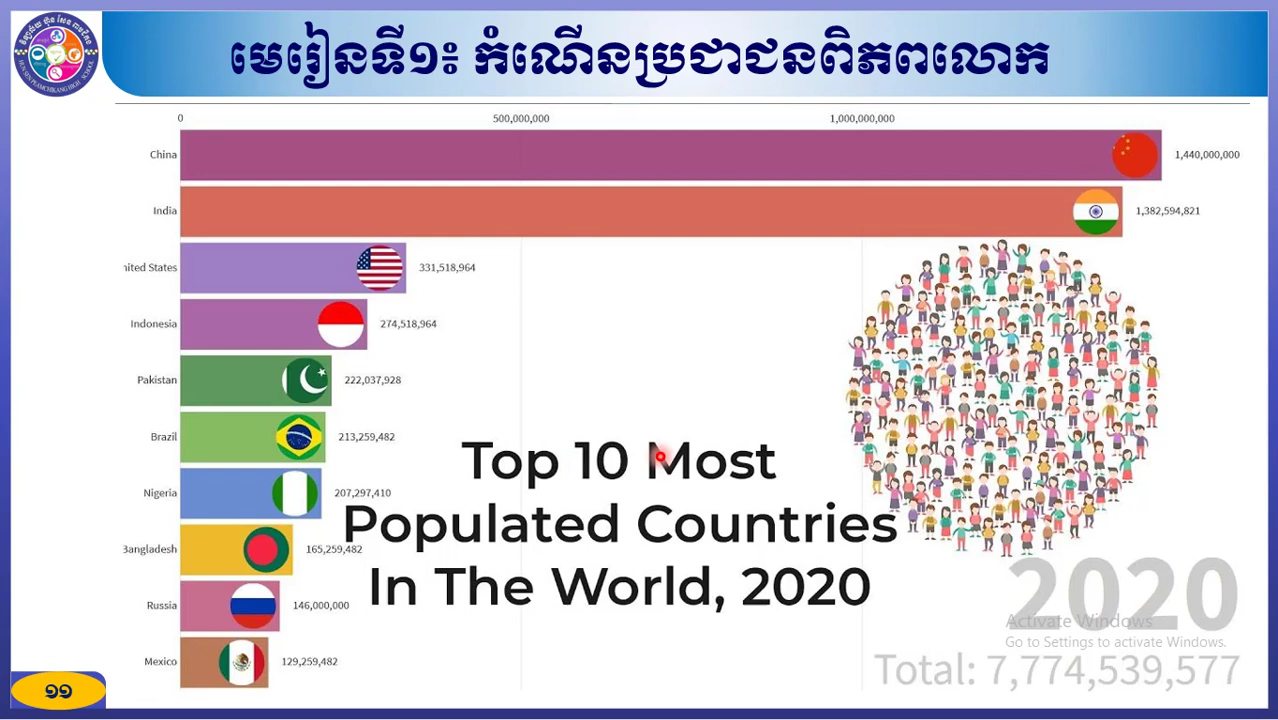 មេរៀនទី១៖ កំណើនប្រជាជនពិភពលោក
0 500,000,000 1,000,000,000
China 1,440,000,000
India 1,382,594,821
nited States 331,518,964
Indonesia 274,518,964
Pakistan 222,037,928
Brazil 213,259,482
Nigeria 207,297,410
Bangladesh 165,259,482
Russia 146,000,000
Mexico 129,259,482
Top 10 Most
Populated Countries
In The World, 2020
2020
Activate Windows
Go to Settings to activate Windows.
Total: 7,774,539,577
១១